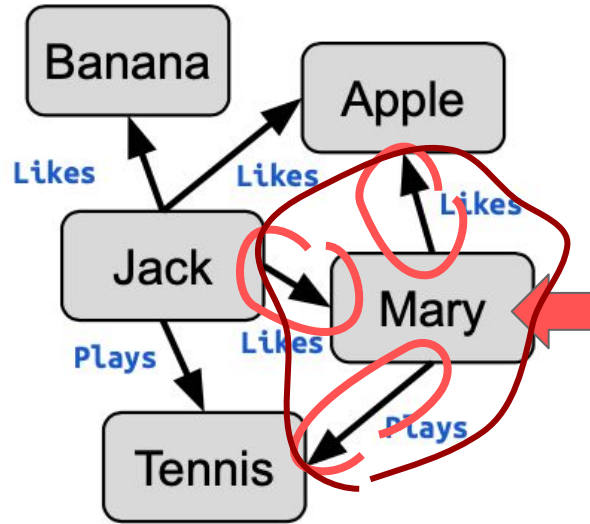 Banana
Apple
Likes
Likes
Likes
Jack
Mary
Likes
Plays
Plays
Tennis